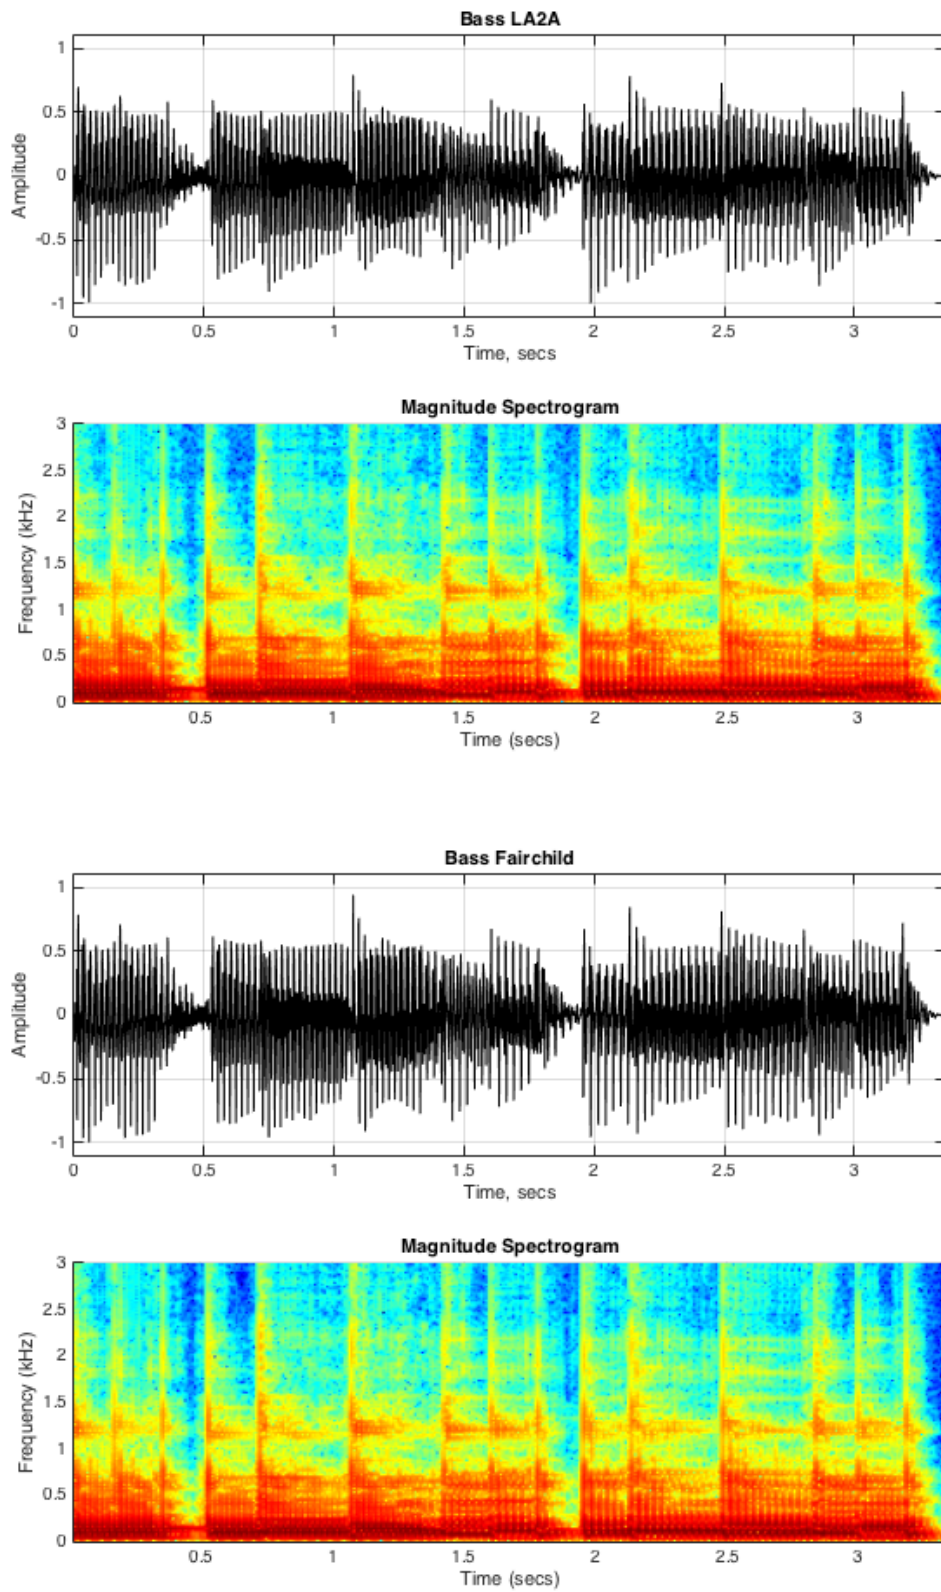 Bass LA2A
1
0.5
0
-0.5
-1
Amplitude
0 0.5 1 1.5 2 2.5 3
Time, secs
Magnitude Spectrogram
3
2.5
2
1.5
1
0.5
0
Frequency (kHz)
0.5 1 1.5 2 2.5 3
Time (secs)
Bass Fairchild
1
0.5
0
-0.5
-1
Amplitude
0 0.5 1 1.5 2 2.5 3
Time, secs
Magnitude Spectrogram
3
2.5
2
1.5
1
0.5
0
Frequency (kHz)
0.5 1 1.5 2 2.5 3
Time (secs)